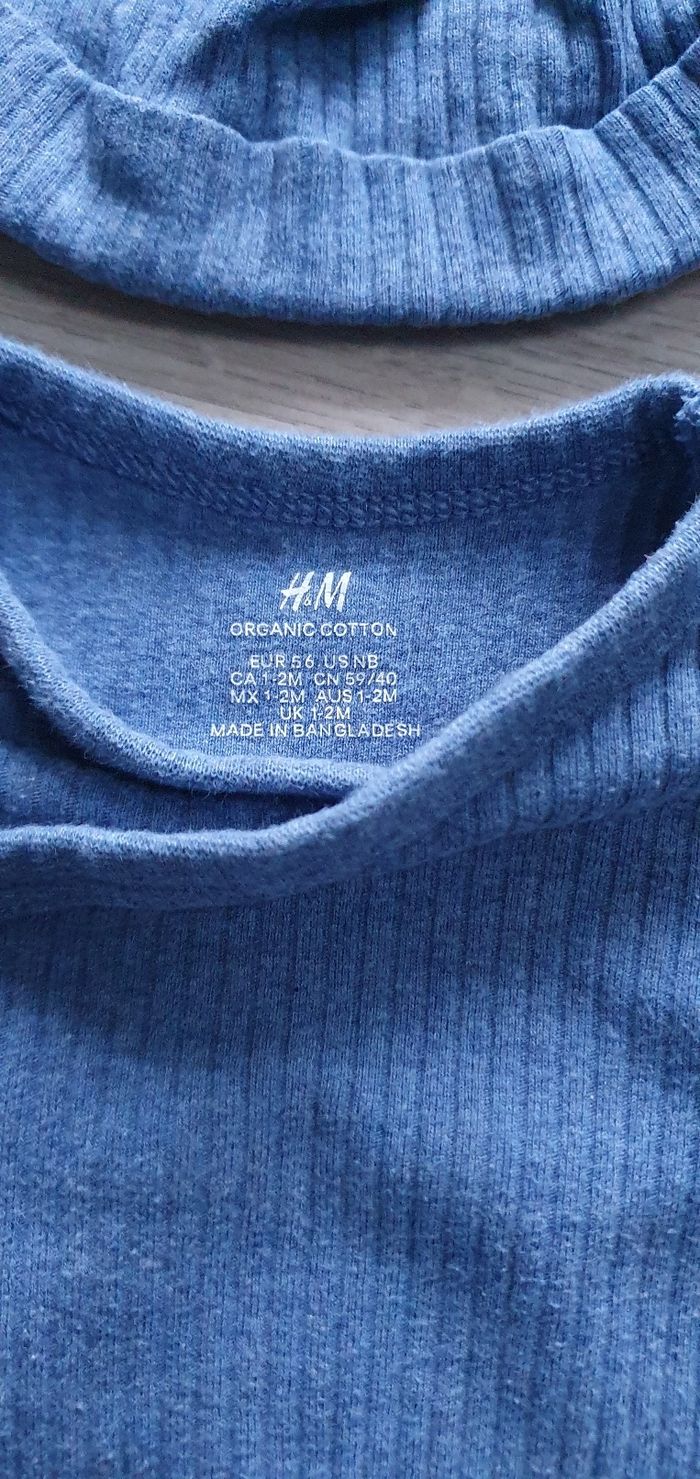 H&M
ORGANIC COTTON
EUR 56 US NB
CA 1-2M CN 59/40
MX 1-2M AUS 1-2M
UK 1-2M
MADE IN BANGLADESH